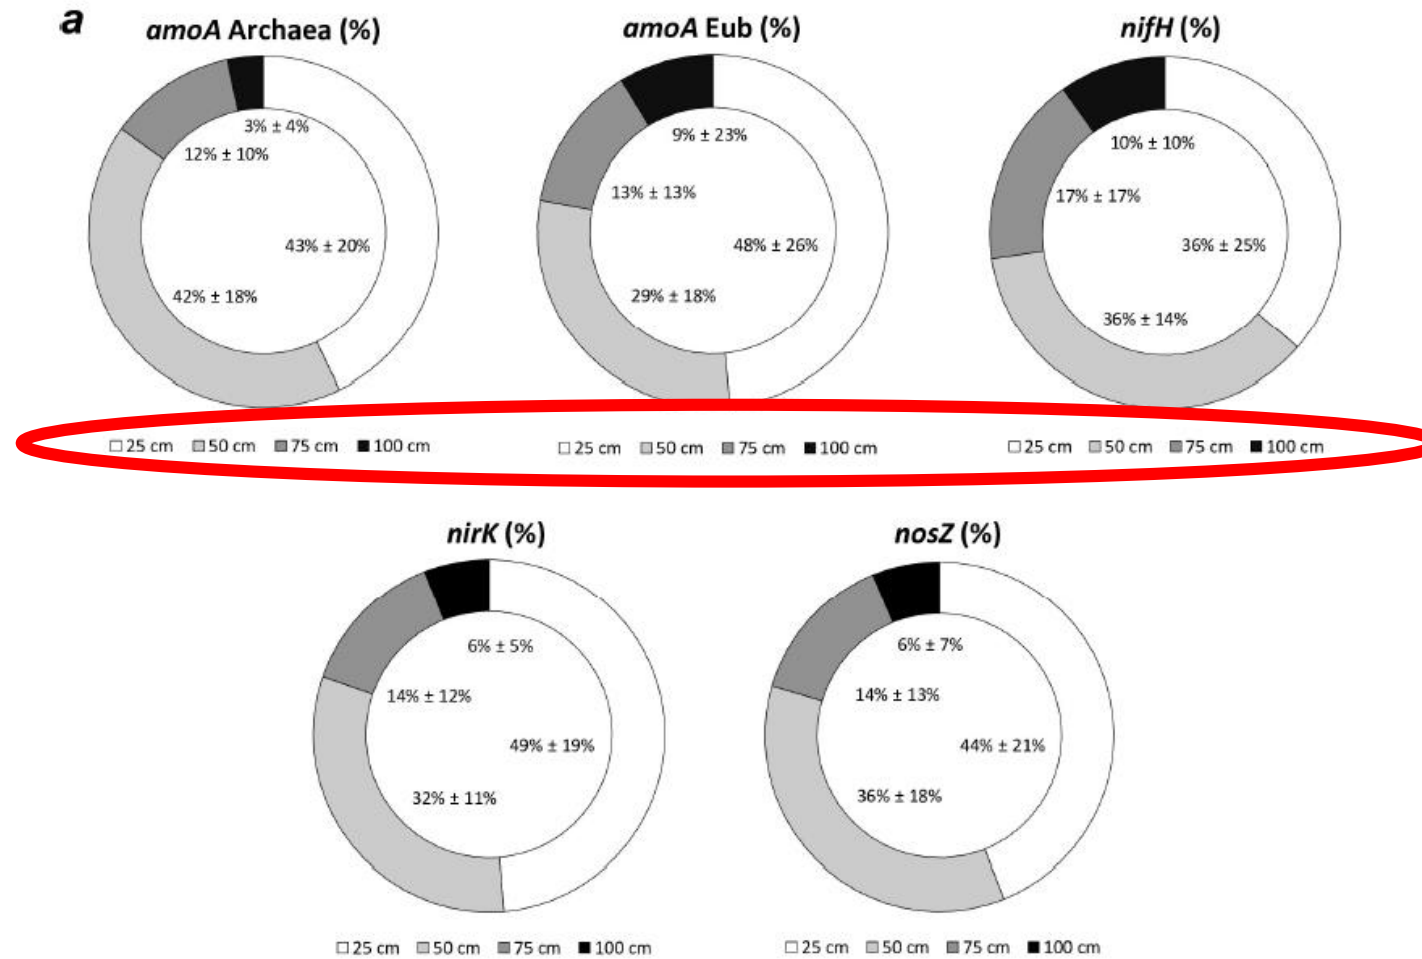 a
amoA Archaea (%)
3% ± 4%
12% ± 10%
43% ± 20%
42% ± 18%
25 cm 50 cm 75 cm 100 cm
amoA Eub (%)
9% ± 23%
13% ± 13%
48% ± 26%
29% ± 18%
25 cm 50 cm 75 cm 100 cm
nifH (%)
10% ± 10%
17% ± 17%
36% ± 25%
36% ± 14%
25 cm 50 cm 75 cm 100 cm
nirK (%)
6% ± 5%
14% ± 12%
49% ± 19%
32% ± 11%
25 cm 50 cm 75 cm 100 cm
nosZ (%)
6% ± 7%
14% ± 13%
44% ± 21%
36% ± 18%
25 cm 50 cm 75 cm 100 cm